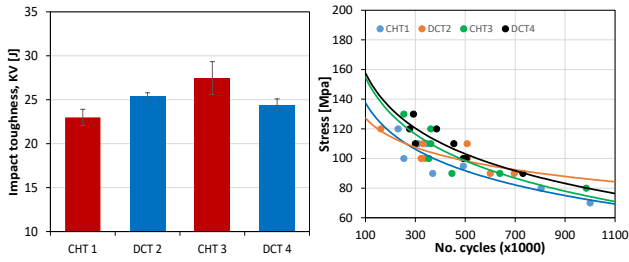 Impact toughness, KV [J]
35
30
25
20
15
10
CHT 1 DCT 2 CHT 3 DCT 4
Stress [Mpa]
200
180
160
140
120
100
80
60
CHT1 DCT2 CHT3 DCT4
100 300 500 700 900 1100
No. cycles (x1000)